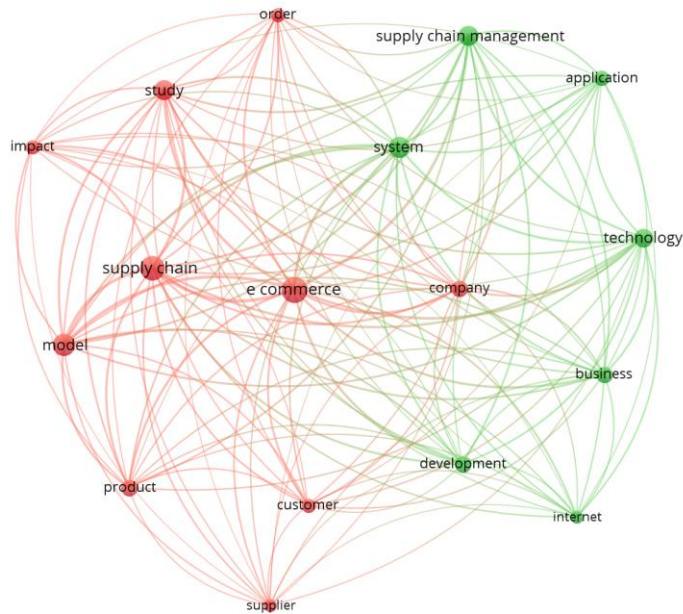 order
supply chain management
application
study
impact
system
technology
supply chain
e commerce
company
model
business
development
product
customer
internet
supplier